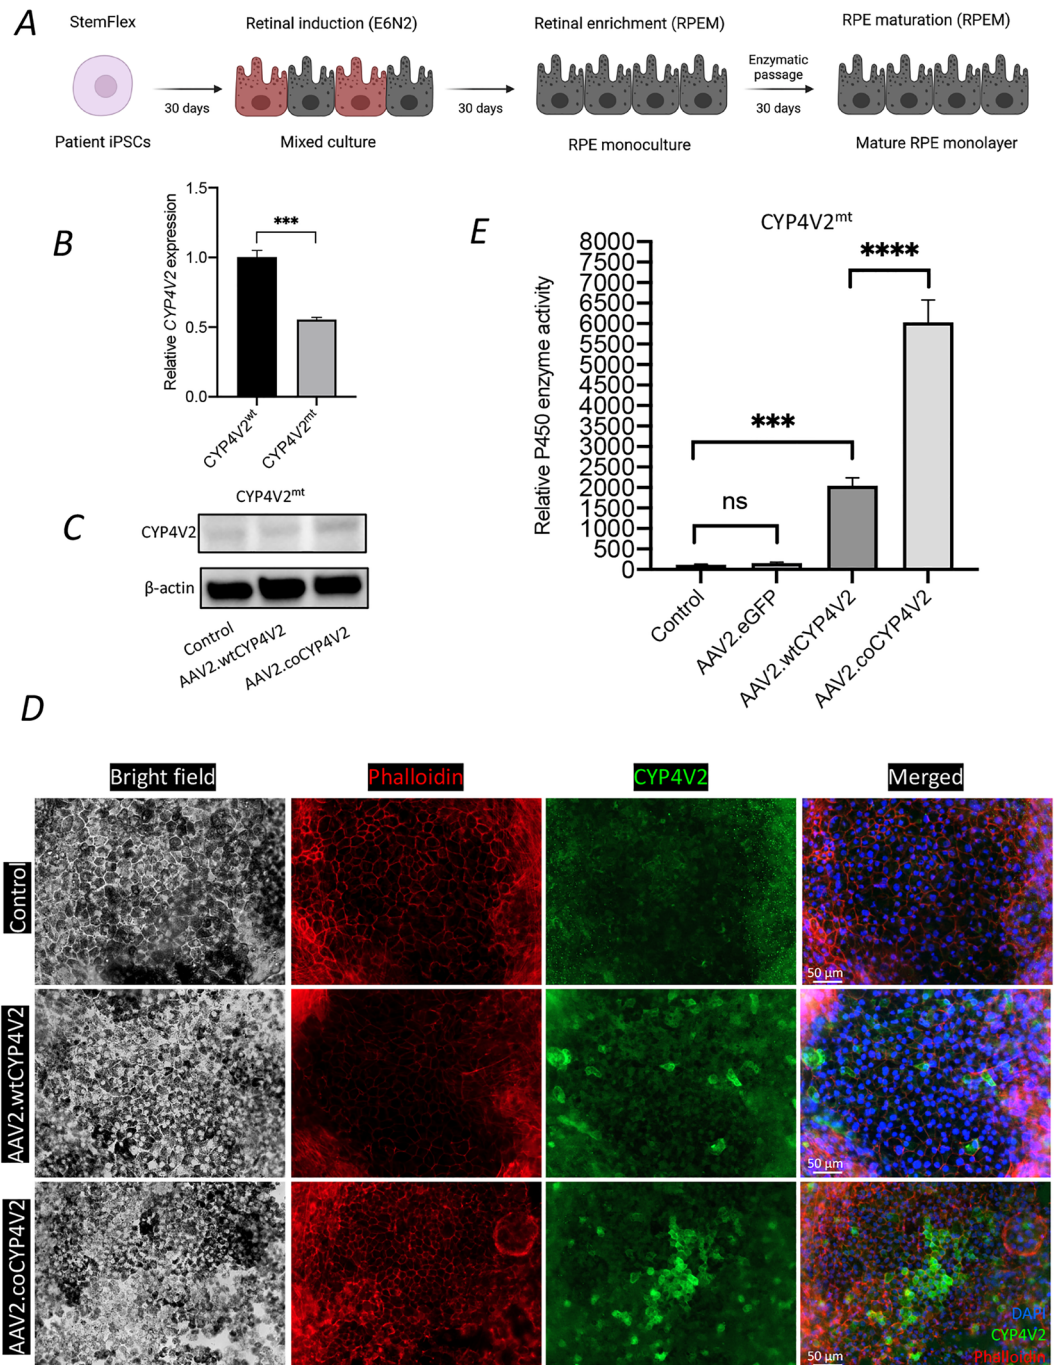 A
StemFlex
Retinal induction (E6N2)
Retinal enrichment (RPEM)
RPE maturation (RPEM)
30 days
30 days
Enzymatic
passage
30 days
Patient iPSCs
Mixed culture
RPE monoculture
Mature RPE monolayer
B
Relative CYP4V2 expression
1.5
1.0
0.5
0.0
***
CYP4V2wt
CYP4V2mt
C
CYP4V2mt
CYP4V2
β-actin
Control
AAV2.wtCYP4V2
AAV2.coCYP4V2
E
CYP4V2mt
Relative P450 enzyme activity
8000
7500
7000
6500
6000
5500
5000
4500
4000
3500
3000
2500
2000
1500
1000
500
0
ns
***
****
Control
AAV2.eGFP
AAV2.wtCYP4V2
AAV2.coCYP4V2
D
Bright field
Phalloidin
CYP4V2
Merged
Control
50 µm
AAV2.wtCYP4V2
50 µm
AAV2.coCYP4V2
50 µm
DAPI
CYP4V2
Phalloidin